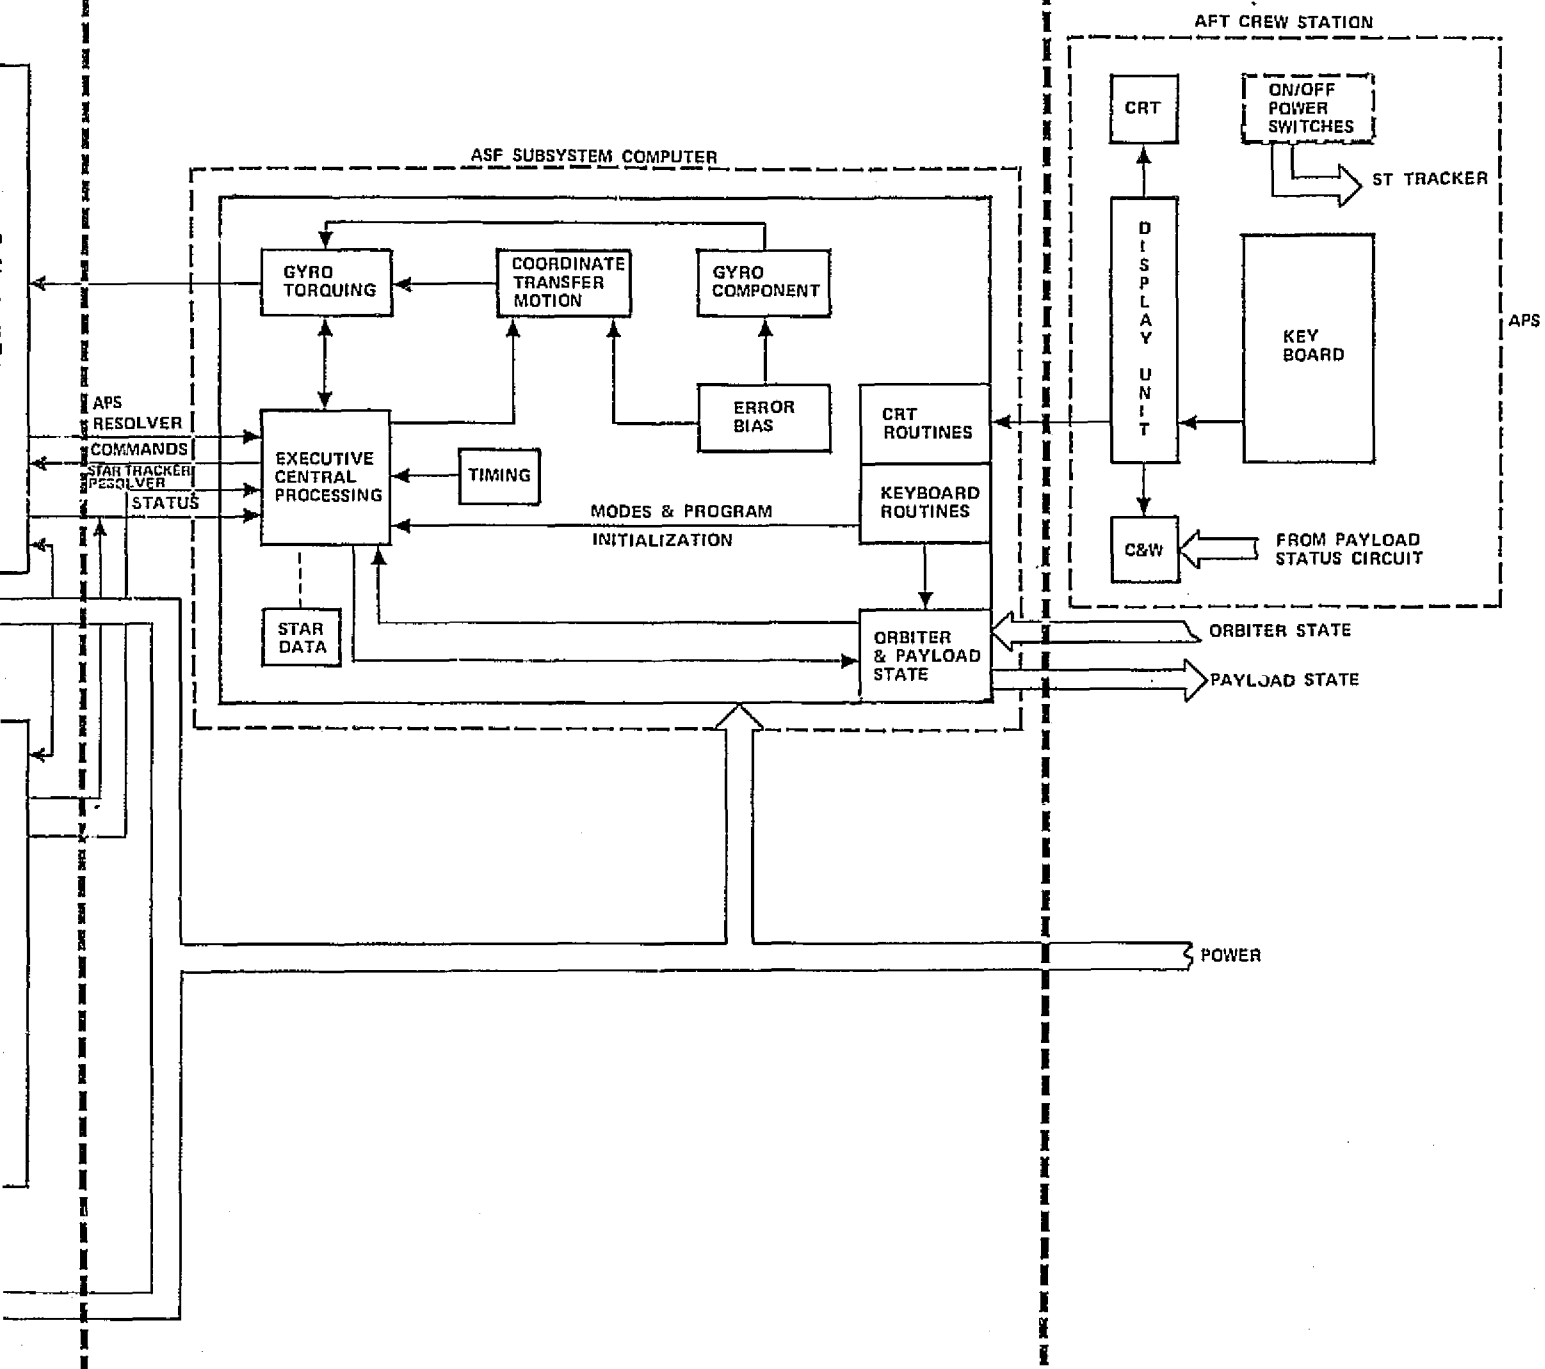 AFT CREW STATION
CRT
ON/OFF
POWER
SWITCHES
ST TRACKER
ASF SUBSYSTEM COMPUTER
GYRO
TORQUING
COORDINATE
TRANSFER
MOTION
GYRO
COMPONENT
DISPLAY UNIT
KEY
BOARD
APS
APS
RESOLVER
COMMANDS
STAR TRACKER
RESOLVER
STATUS
EXECUTIVE
CENTRAL
PROCESSING
TIMING
ERROR
BIAS
CRT
ROUTINES
KEYBOARD
ROUTINES
MODES & PROGRAM
INITIALIZATION
C&W
FROM PAYLOAD
STATUS CIRCUIT
STAR
DATA
ORBITER
& PAYLOAD
STATE
ORBITER STATE
PAYLOAD STATE
POWER